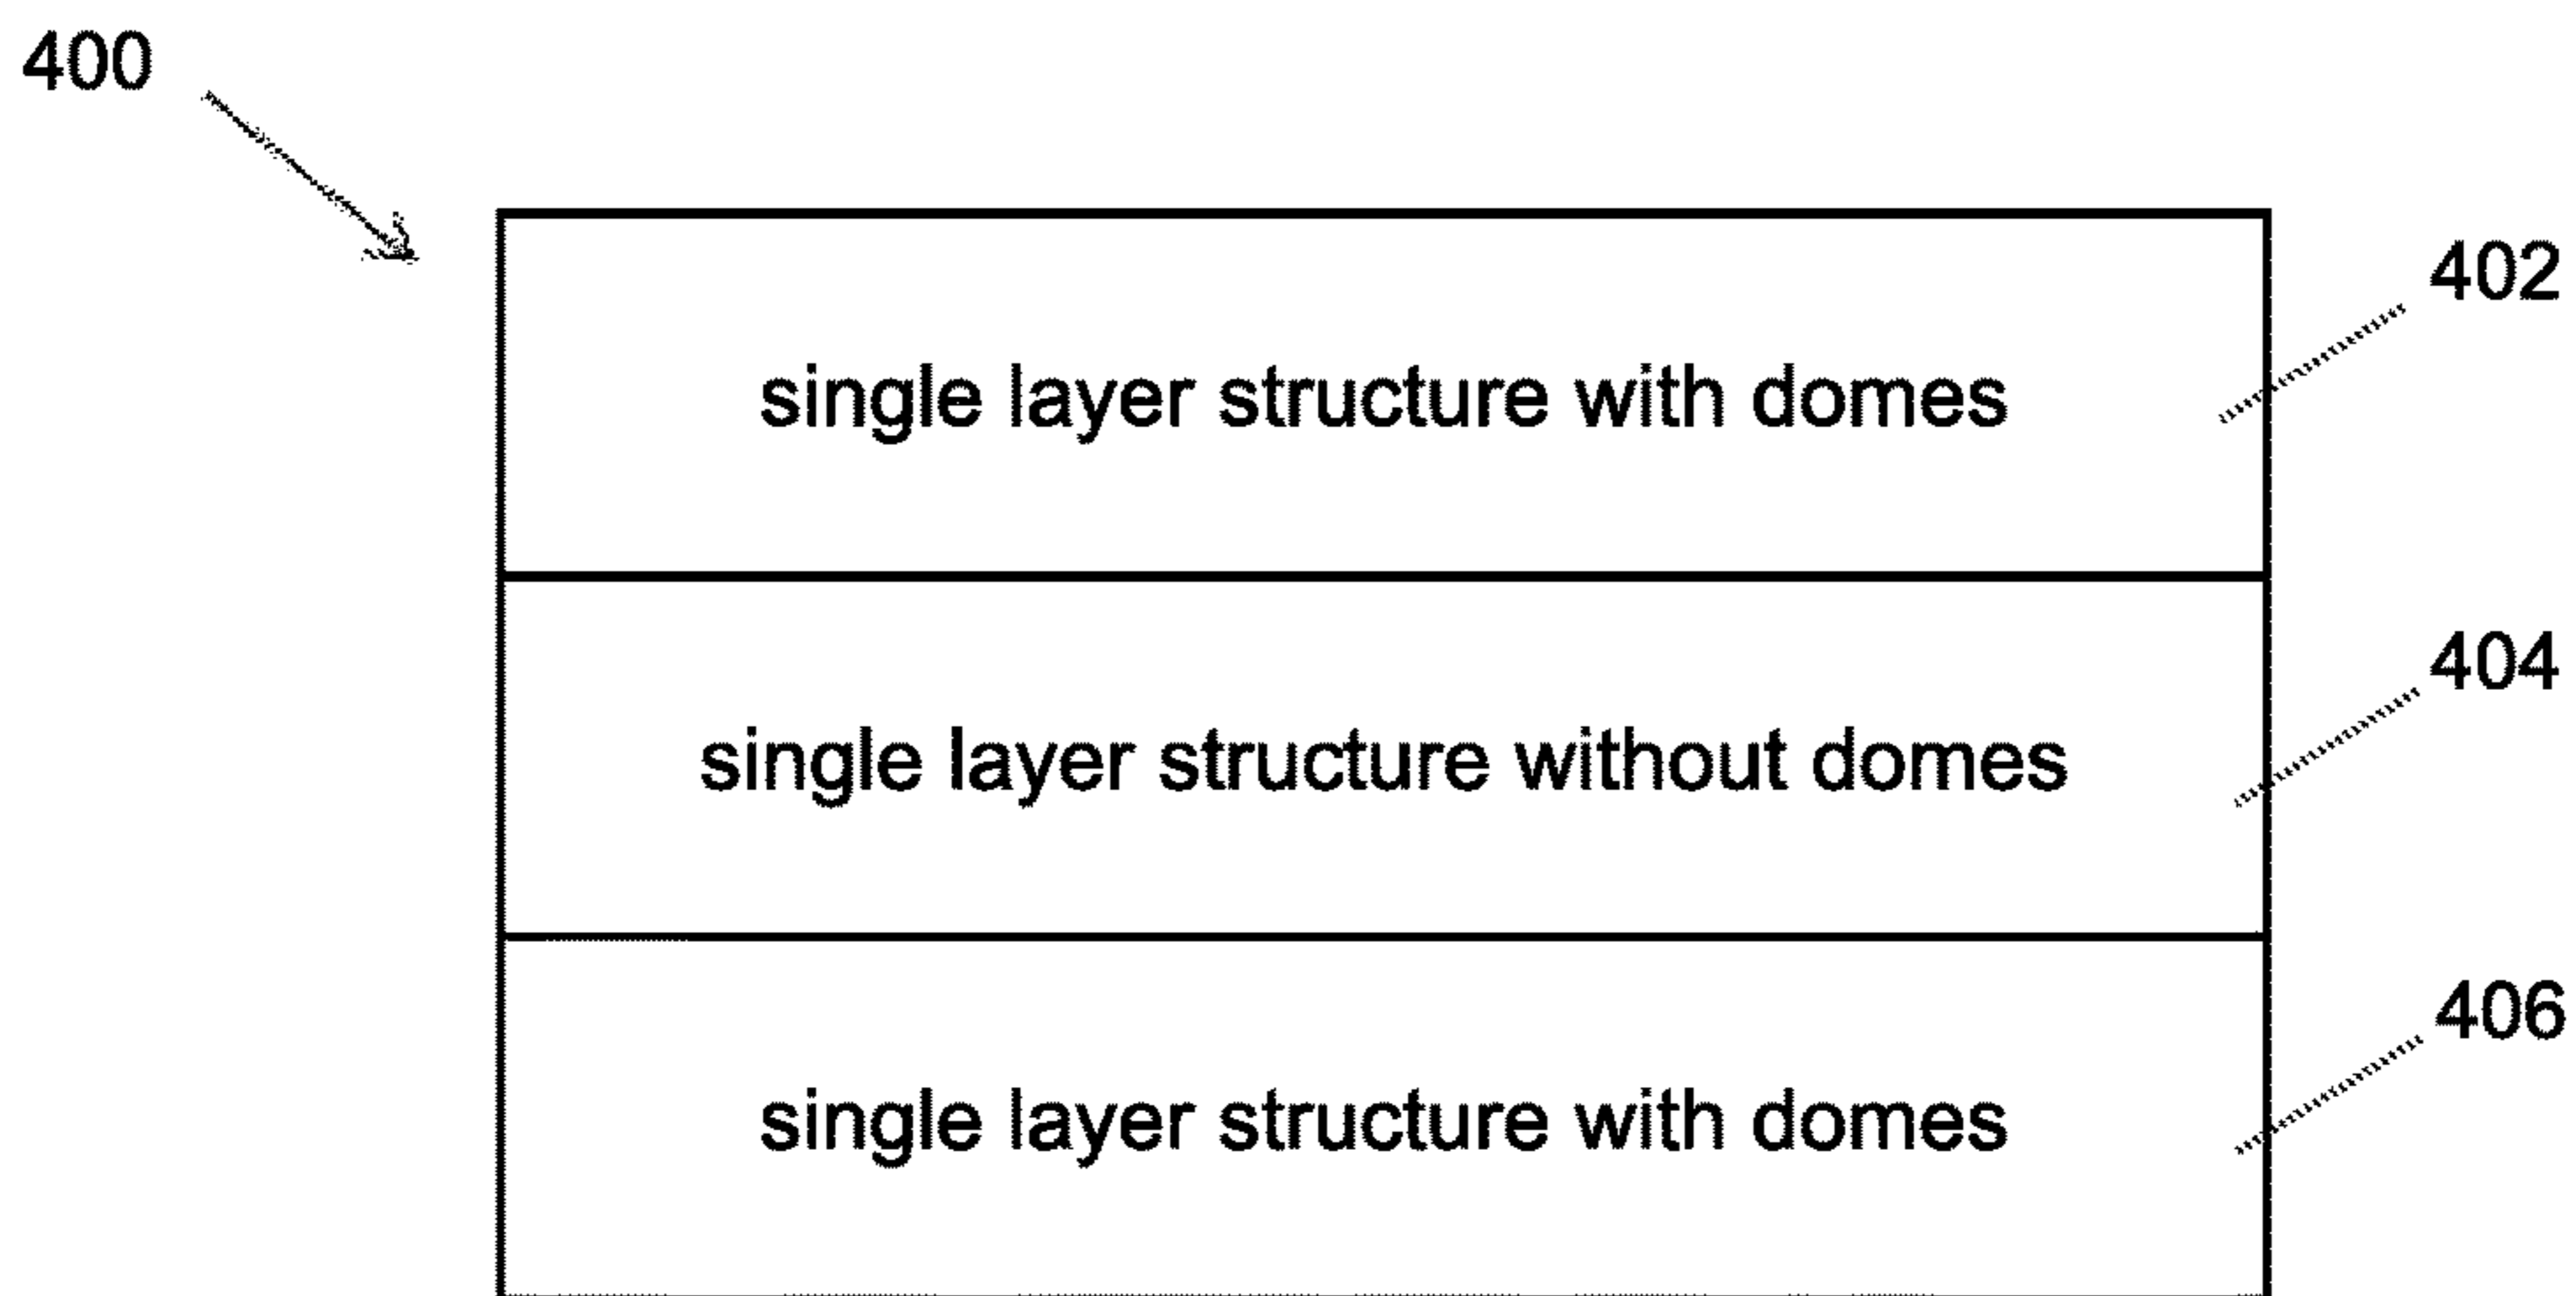 400
402
single layer structure with domes
404
single layer structure without domes
406
single layer structure with domes